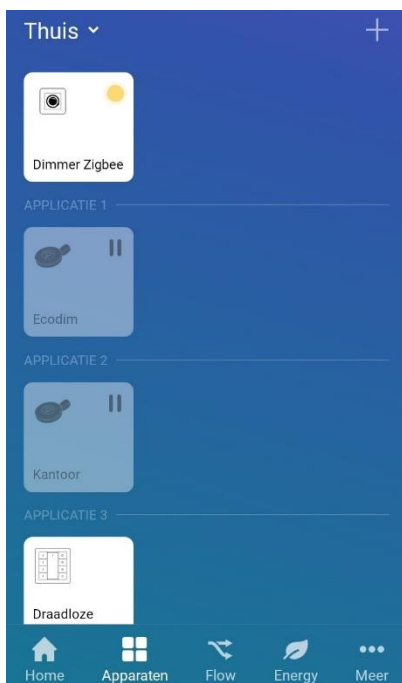 Thuis
Dimmer Zigbee
APPLICATIE 1
Ecodim
APPLICATIE 2
Kantoor
APPLICATIE 3
Draadloze
Home Apparaten Flow Energy Meer